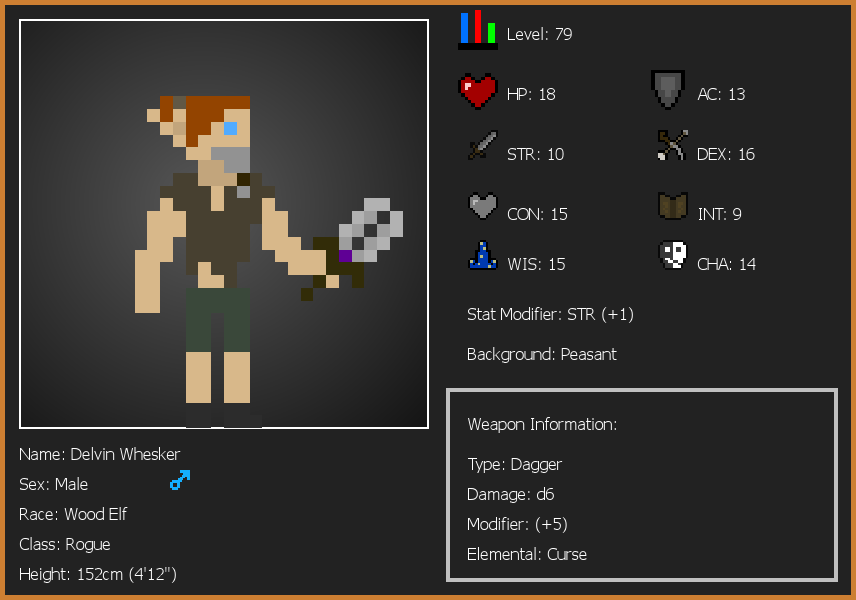 Level: 79
HP: 18
AC: 13
STR: 10
DEX: 16
CON: 15
INT: 9
WIS: 15
CHA: 14
Stat Modifier: STR (+1)
Background: Peasant
Weapon Information:
Type: Dagger
Damage: d6
Modifier: (+5)
Elemental: Curse
Name: Delvin Whesker
Sex: Male
Race: Wood Elf
Class: Rogue
Height: 152cm (4'12")